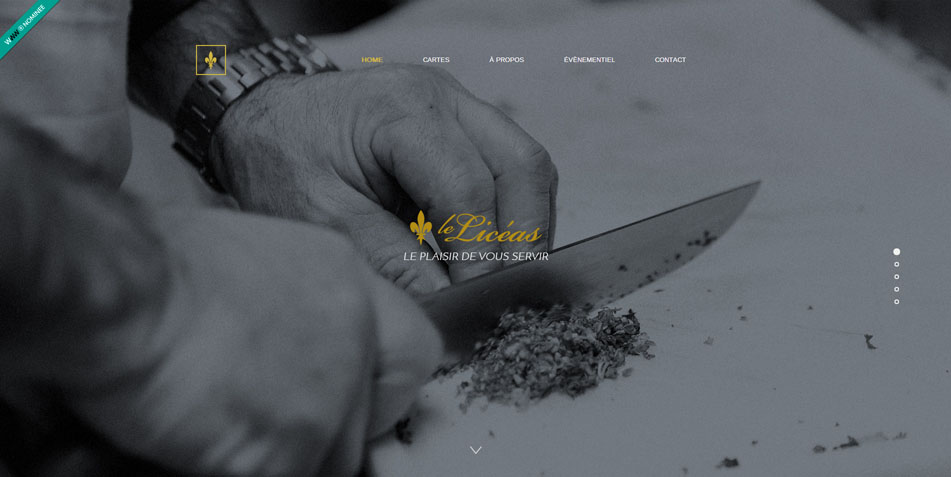 W. NOMINEE
HOME CARTES À PROPOS ÉVÈNEMENTIEL CONTACT
le Licéas
LE PLAISIR DE VOUS SERVIR